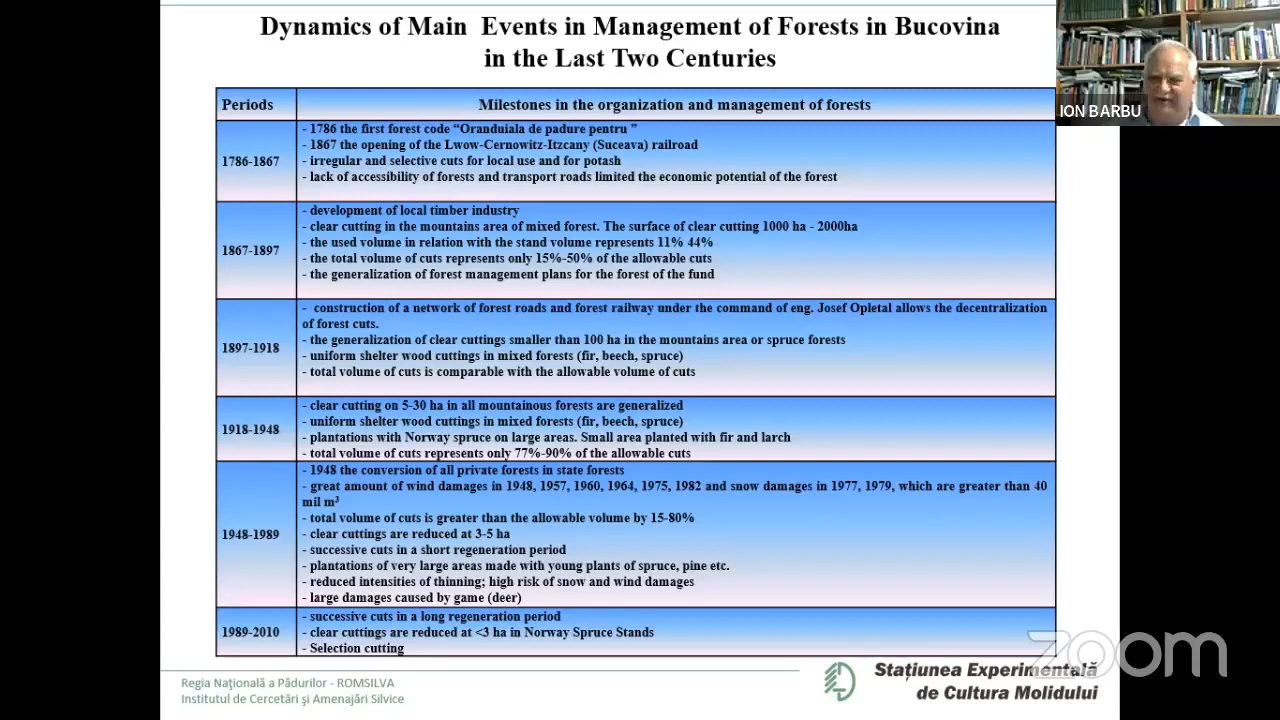 Dynamics of Main Events in Management of Forests in Bucovina
in the Last Two Centuries
ION BARBU
Periods
Milestones in the organization and management of forests
1786-1867
- 1786 the first forest code “Oranduiala de padure pentru ”
- 1867 the opening of the Lwow-Cernowitz-Itzcany (Suceava) railroad
- irregular and selective cuts for local use and for potash
- lack of accessibility of forests and transport roads limited the economic potential of the forest
1867-1897
- development of local timber industry
- clear cutting in the mountains area of mixed forest. The surface of clear cutting 1000 ha - 2000ha
- the used volume in relation with the stand volume represents 11% 44%
- the total volume of cuts represents only 15%-50% of the allowable cuts
- the generalization of forest management plans for the forest of the fund
1897-1918
- construction of a network of forest roads and forest railway under the command of eng. Josef Opletal allows the decentralization
of forest cuts.
- the generalization of clear cuttings smaller than 100 ha in the mountains area or spruce forests
- uniform shelter wood cuttings in mixed forests (fir, beech, spruce)
- total volume of cuts is comparable with the allowable volume of cuts
1918-1948
- clear cutting on 5-30 ha in all mountainous forests are generalized
- uniform shelter wood cuttings in mixed forests (fir, beech, spruce)
- plantations with Norway spruce on large areas. Small area planted with fir and larch
- total volume of cuts represents only 77%-90% of the allowable cuts
1948-1989
- 1948 the conversion of all private forests in state forests
- great amount of wind damages in 1948, 1957, 1960, 1964, 1975, 1982 and snow damages in 1977, 1979, which are greater than 40
mil m³
- total volume of cuts is greater than the allowable volume by 15-80%
- clear cuttings are reduced at 3-5 ha
- successive cuts in a short regeneration period
- plantations of very large areas made with young plants of spruce, pine etc.
- reduced intensities of thinning; high risk of snow and wind damages
- large damages caused by game (deer)
1989-2010
- successive cuts in a long regeneration period
- clear cuttings are reduced at <3 ha in Norway Spruce Stands
- Selection cutting
zoom
Regia Naţională a Pădurilor - ROMSILVA
Institutul de Cercetări şi Amenajări Silvice
Staţiunea Experimentală
de Cultura Molidului